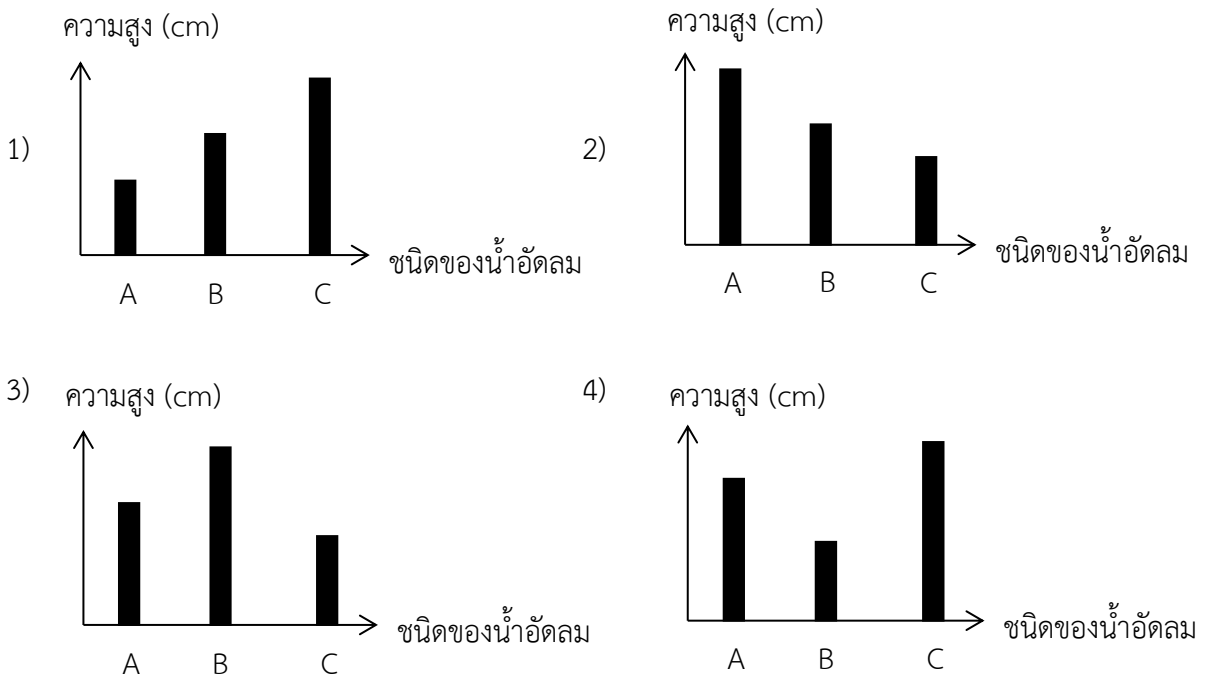 1) ความสูง (cm)
ชนิดของน้ำอัดลม
A B C
2) ความสูง (cm)
ชนิดของน้ำอัดลม
A B C
3) ความสูง (cm)
ชนิดของน้ำอัดลม
A B C
4) ความสูง (cm)
ชนิดของน้ำอัดลม
A B C